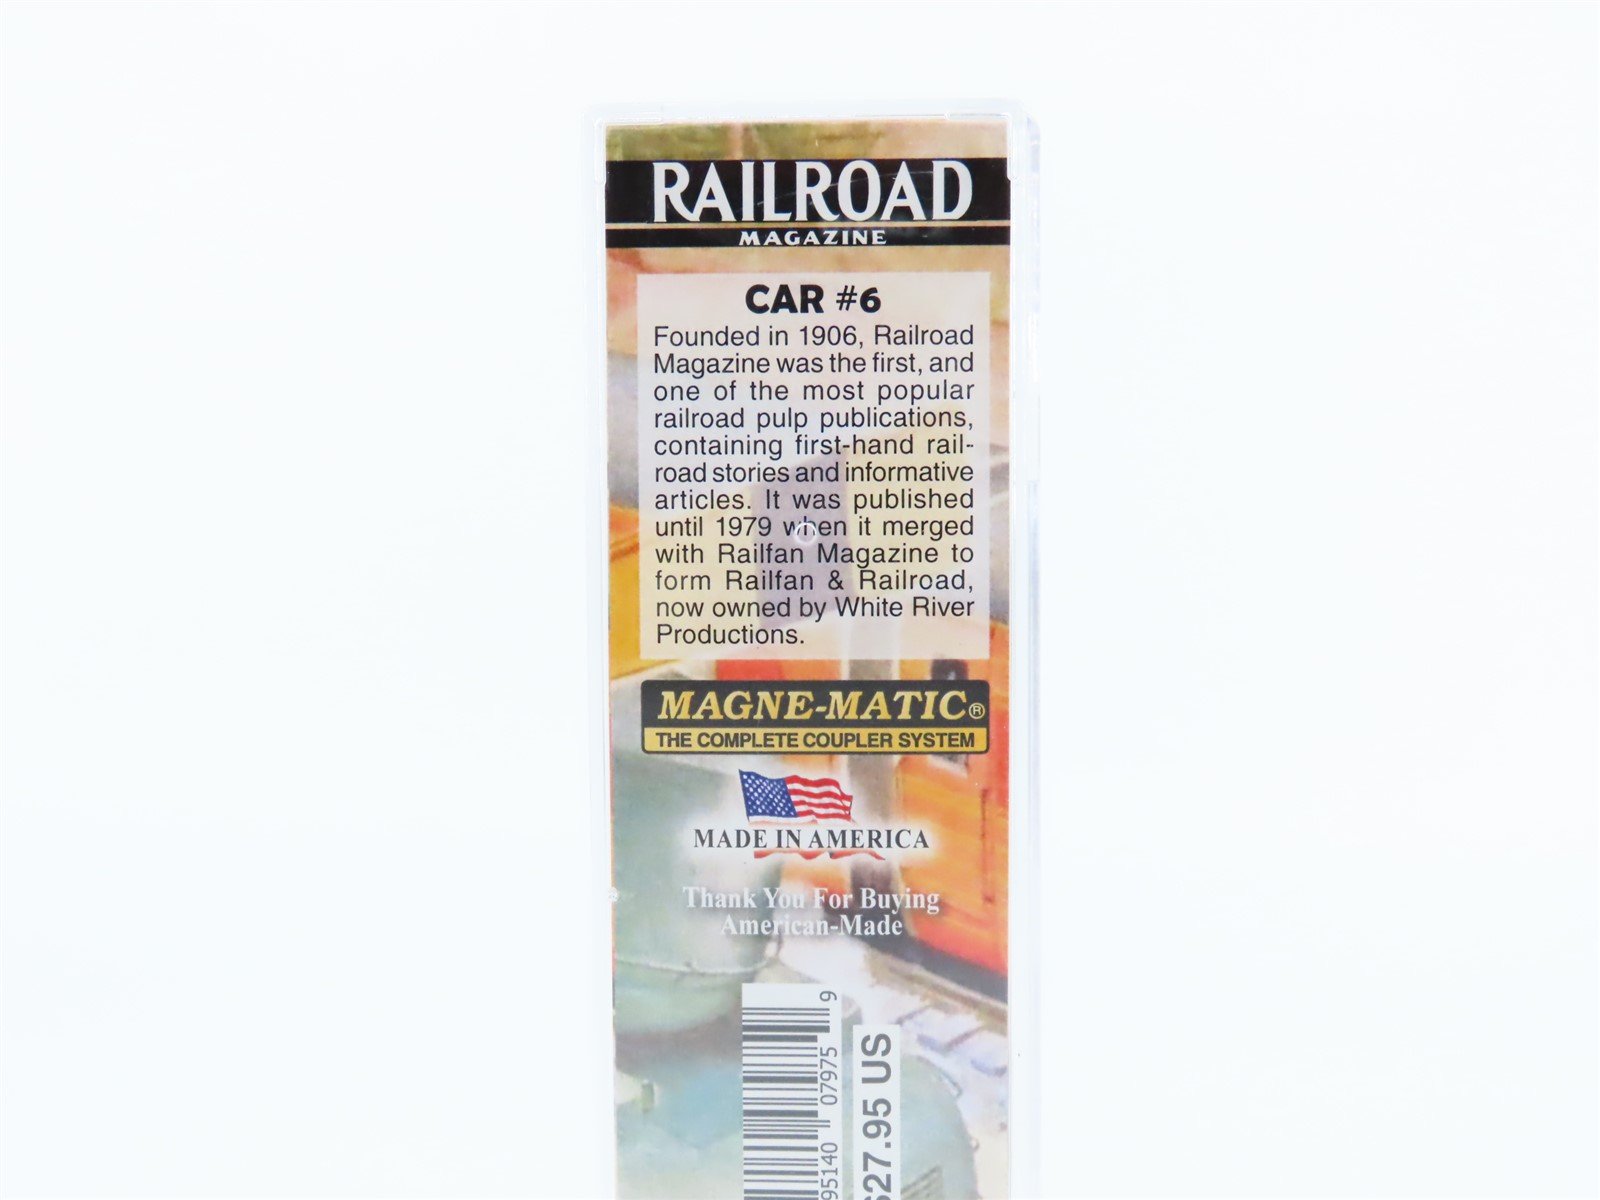 RAILROAD
MAGAZINE
CAR #6
Founded in 1906, Railroad
Magazine was the first, and
one of the most popular
railroad pulp publications,
containing first-hand rail-
road stories and informative
articles. It was published
until 1979 when it merged
with Railfan Magazine to
form Railfan & Railroad,
now owned by White River
Productions.
MAGNE-MATIC®
THE COMPLETE COUPLER SYSTEM
MADE IN AMERICA
Thank You For Buying
American-Made
95140 07975 9
$27.95 US